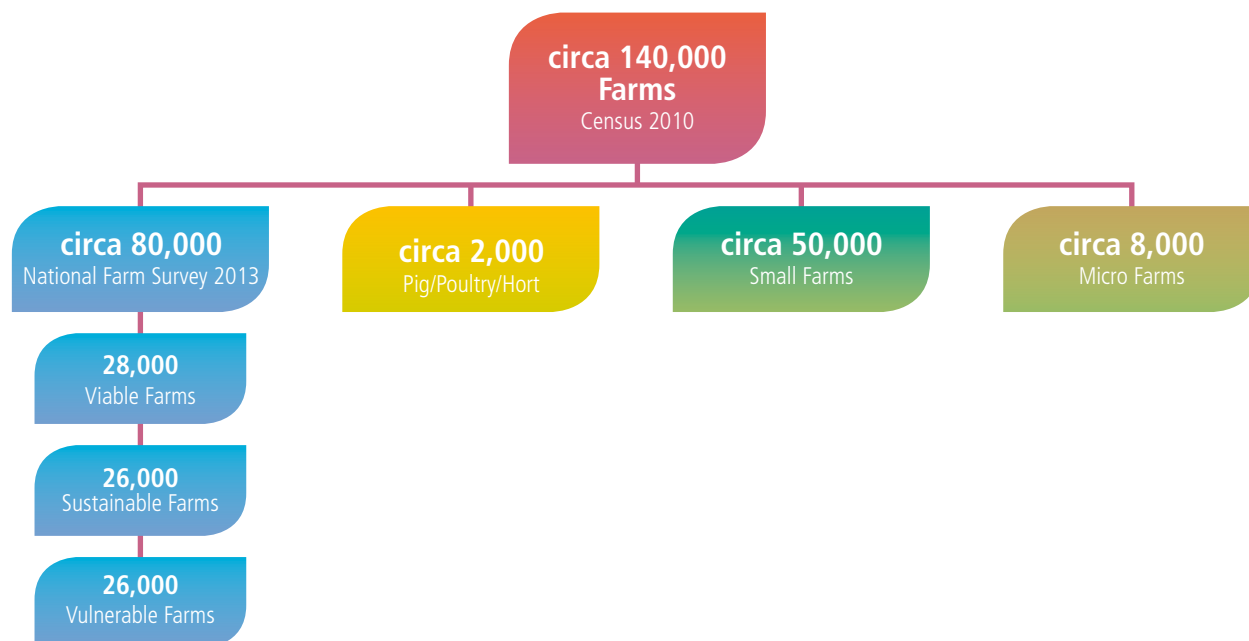 circa 140,000
Farms
Census 2010
circa 80,000
National Farm Survey 2013
circa 2,000
Pig/Poultry/Hort
circa 50,000
Small Farms
circa 8,000
Micro Farms
28,000
Viable Farms
26,000
Sustainable Farms
26,000
Vulnerable Farms